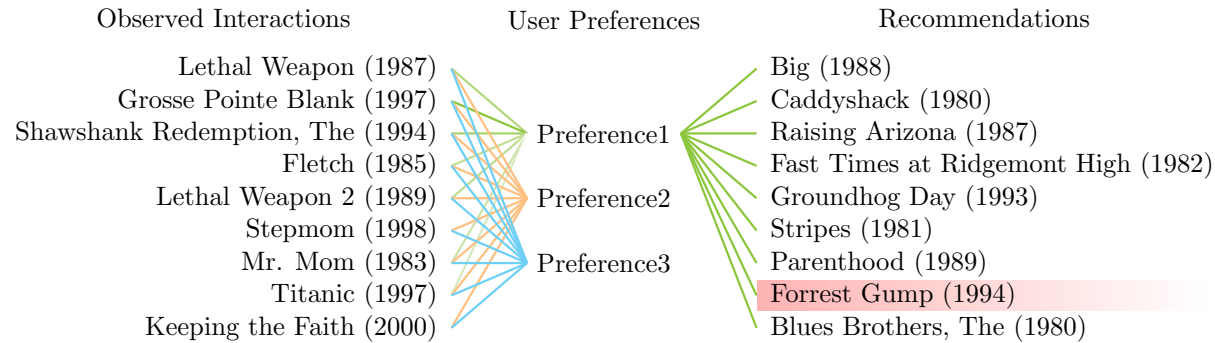 Observed Interactions
User Preferences
Recommendations
Lethal Weapon (1987)
Grosse Pointe Blank (1997)
Shawshank Redemption, The (1994)
Fletch (1985)
Lethal Weapon 2 (1989)
Stepmom (1998)
Mr. Mom (1983)
Titanic (1997)
Keeping the Faith (2000)
Preference1
Preference2
Preference3
Big (1988)
Caddyshack (1980)
Raising Arizona (1987)
Fast Times at Ridgemont High (1982)
Groundhog Day (1993)
Stripes (1981)
Parenthood (1989)
Forrest Gump (1994)
Blues Brothers, The (1980)